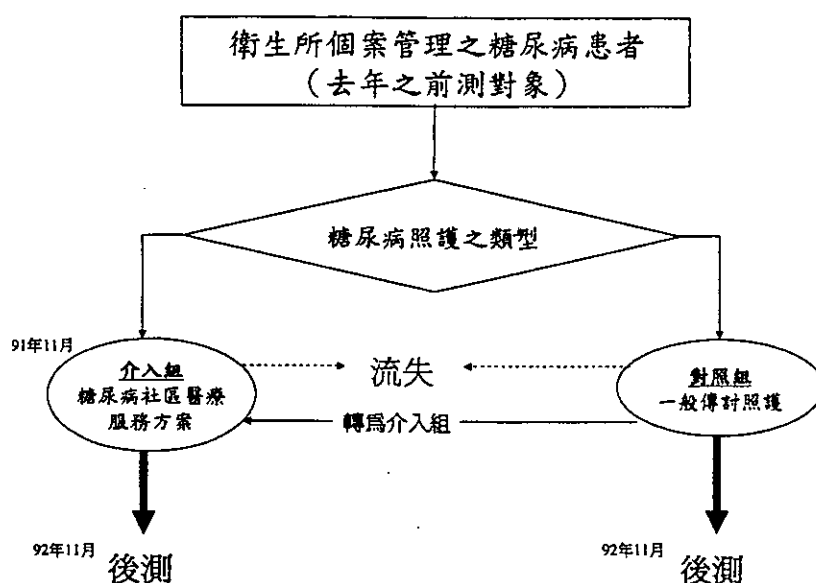 衛生所個案管理之糖尿病患者
（去年之前測對象）
糖尿病照護之類型
91年11月
介入組
糖尿病社區醫療
服務方案
流失
轉為介入組
對照組
一般傳討照護
92年11月
後測
92年11月
後測